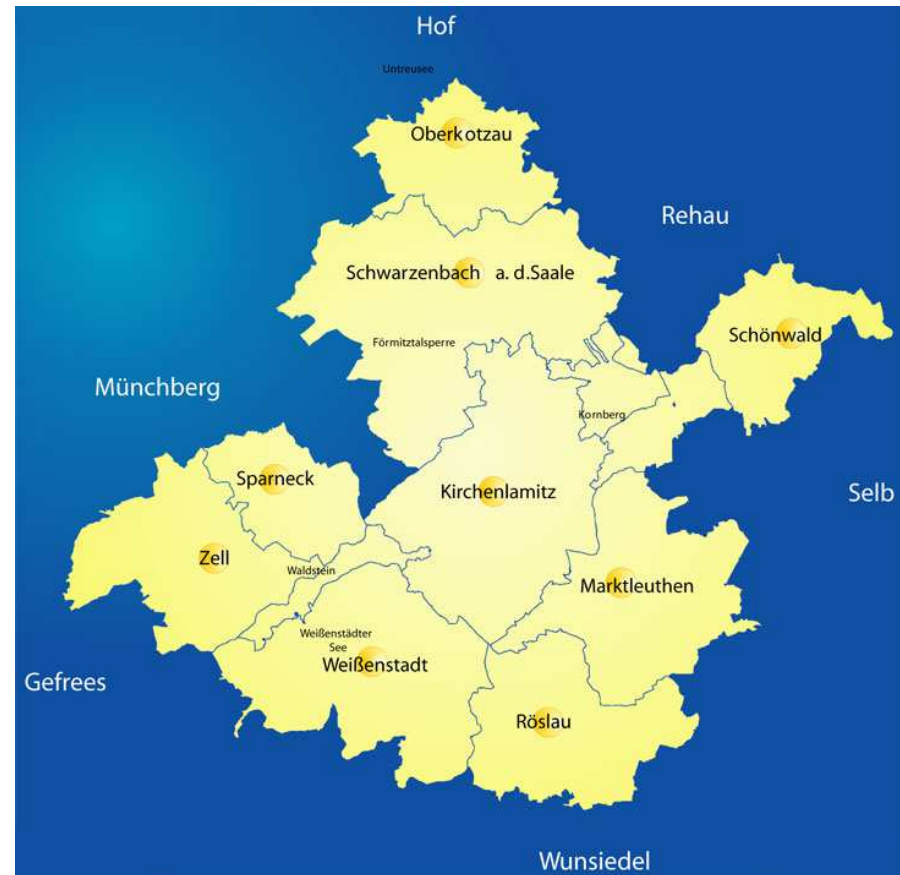 Hof
Untreusee
Oberkotzau
Rehau
Schwarzenbach a. d.Saale
Schönwald
Förmitztalsperre
Münchberg
Kornberg
Sparneck
Kirchenlamitz
Selb
Zell
Waldstein
Marktleuthen
Weißenstädter
See
Weißenstadt
Gefrees
Röslau
Wunsiedel